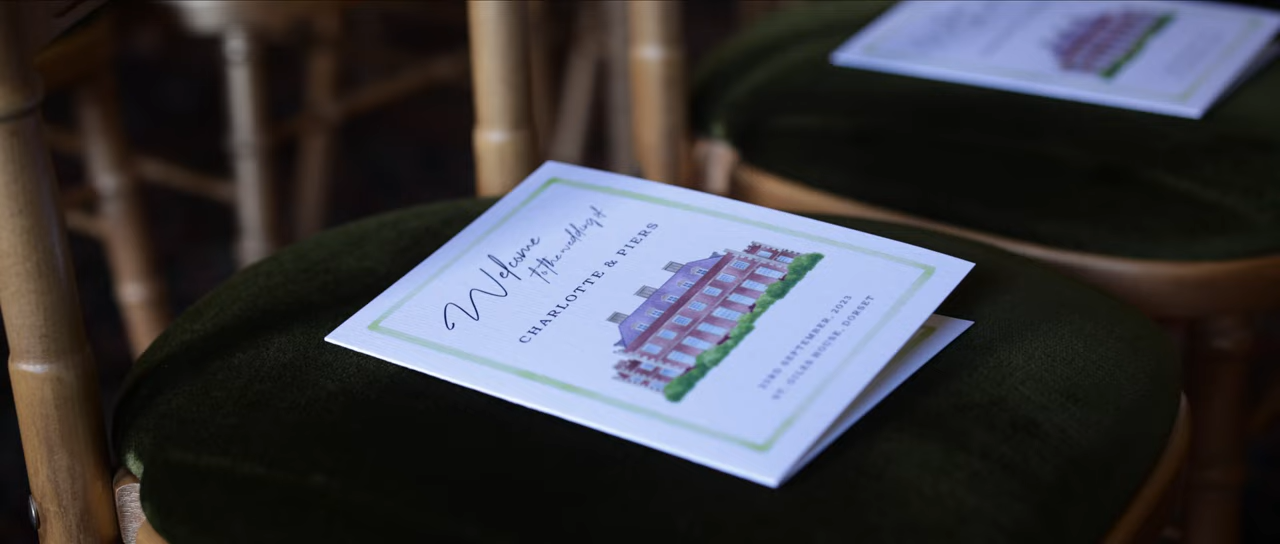 Welcome
to the wedding of
CHARLOTTE & PIERS
23RD SEPTEMBER, 2023
ST. GILES HOUSE, DORSET